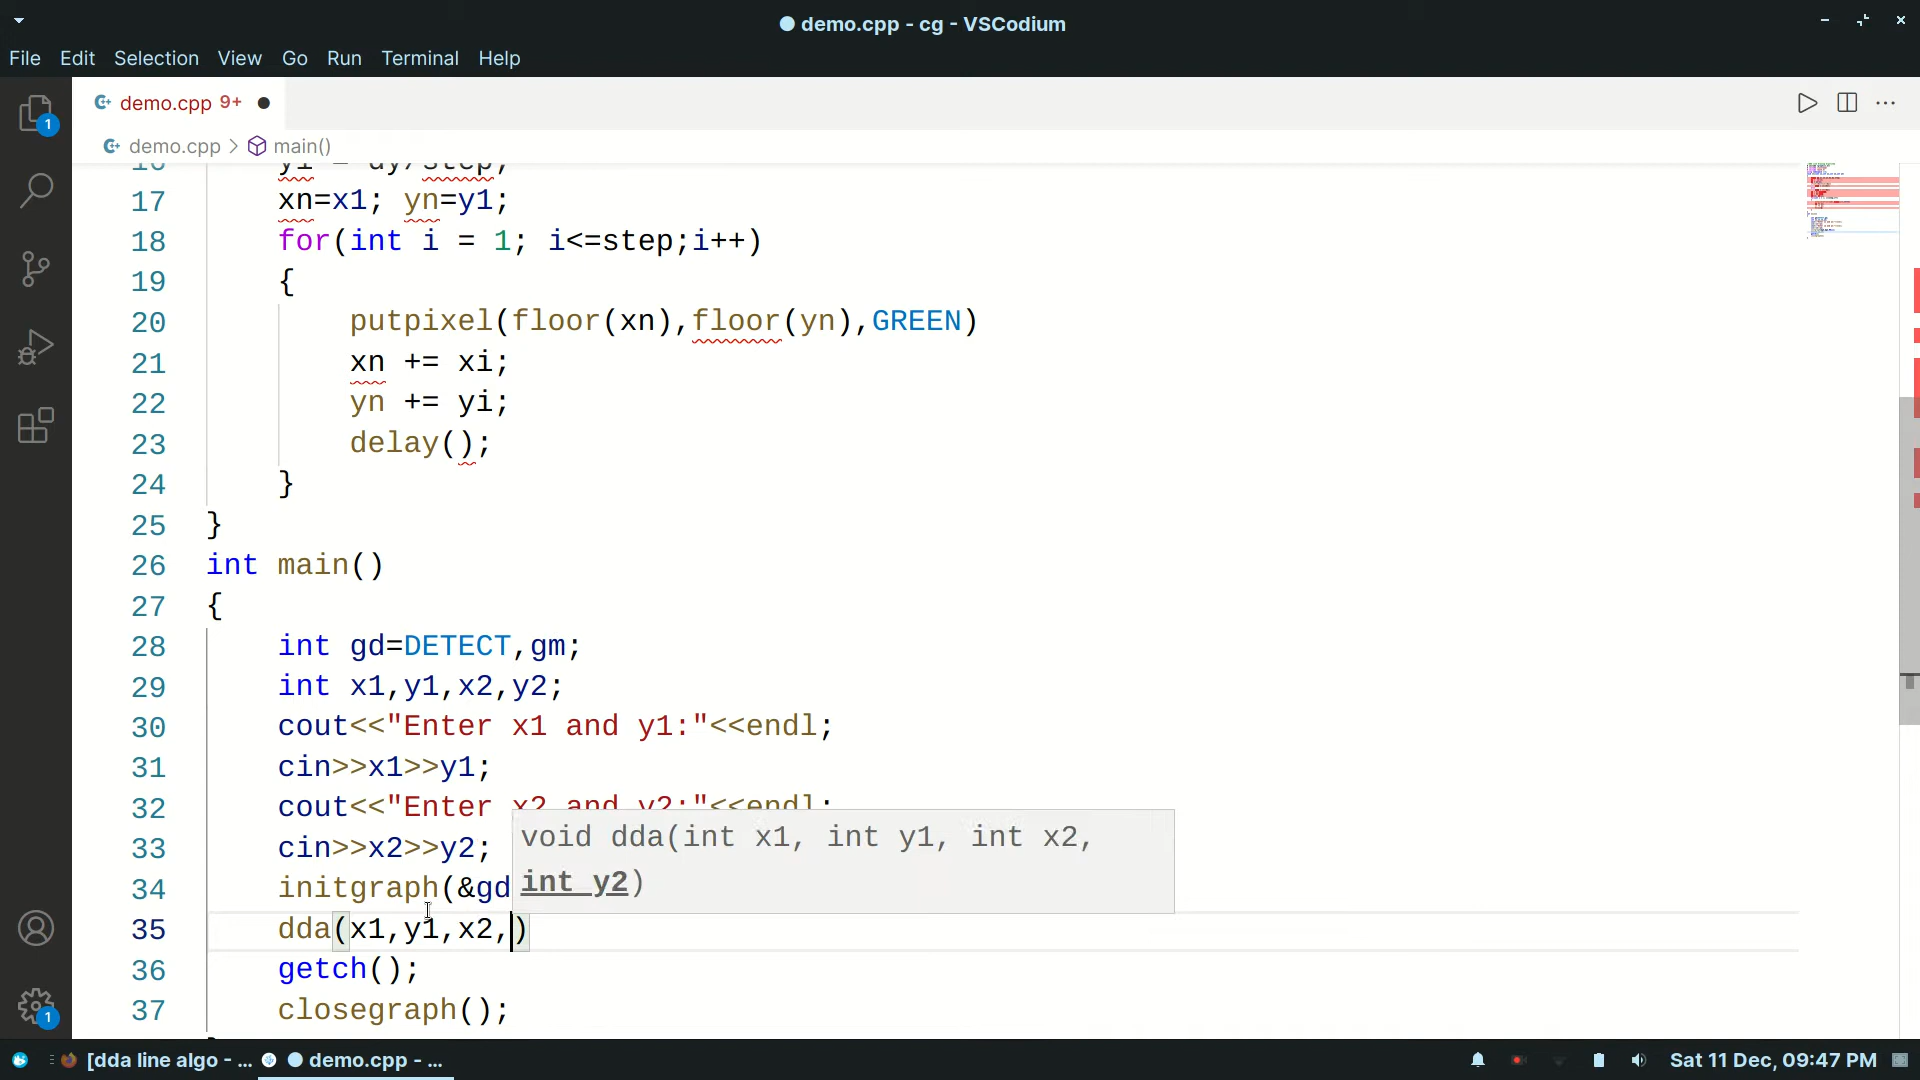 demo.cpp - cg - VSCodium
File Edit Selection View Go Run Terminal Help
demo.cpp 9+
demo.cpp > main()
16 yi = dy/step;
17 xn=x1; yn=y1;
18 for(int i = 1; i<=step;i++)
19 {
20 putpixel(floor(xn),floor(yn),GREEN)
21 xn += xi;
22 yn += yi;
23 delay();
24 }
25 }
26 int main()
27 {
28 int gd=DETECT,gm;
29 int x1,y1,x2,y2;
30 cout<<"Enter x1 and y1:"<<endl;
31 cin>>x1>>y1;
32 cout<<"Enter x2 and y2:"<<endl;
33 cin>>x2>>y2;
void dda(int x1, int y1, int x2,
int y2)
34 initgraph(&gd
35 dda(x1,y1,x2,)
36 getch();
37 closegraph();
1
1
[dda line algo - ... demo.cpp - ... Sat 11 Dec, 09:47 PM